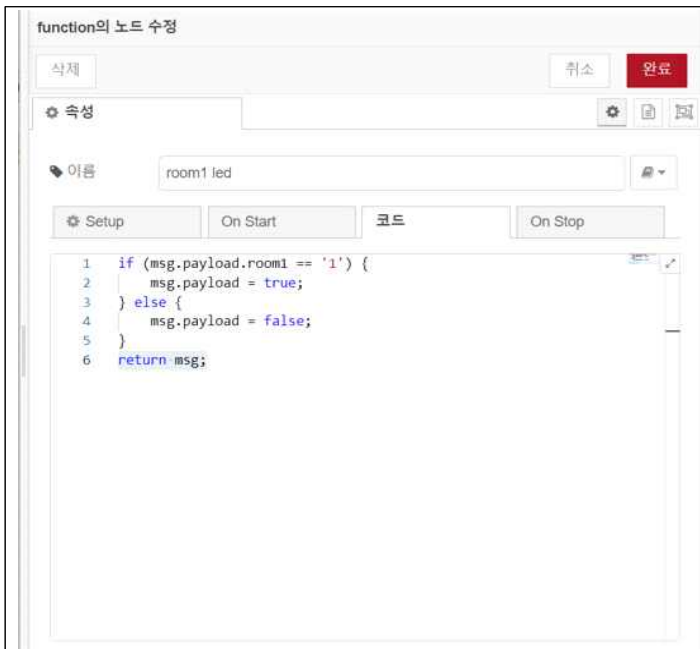 function의 노드 수정
삭제
취소
완료
속성
이름
room1 led
Setup
On Start
코드
On Stop
1 if (msg.payload.room1 == '1') {
2 msg.payload = true;
3 } else {
4 msg.payload = false;
5 }
6 return msg;